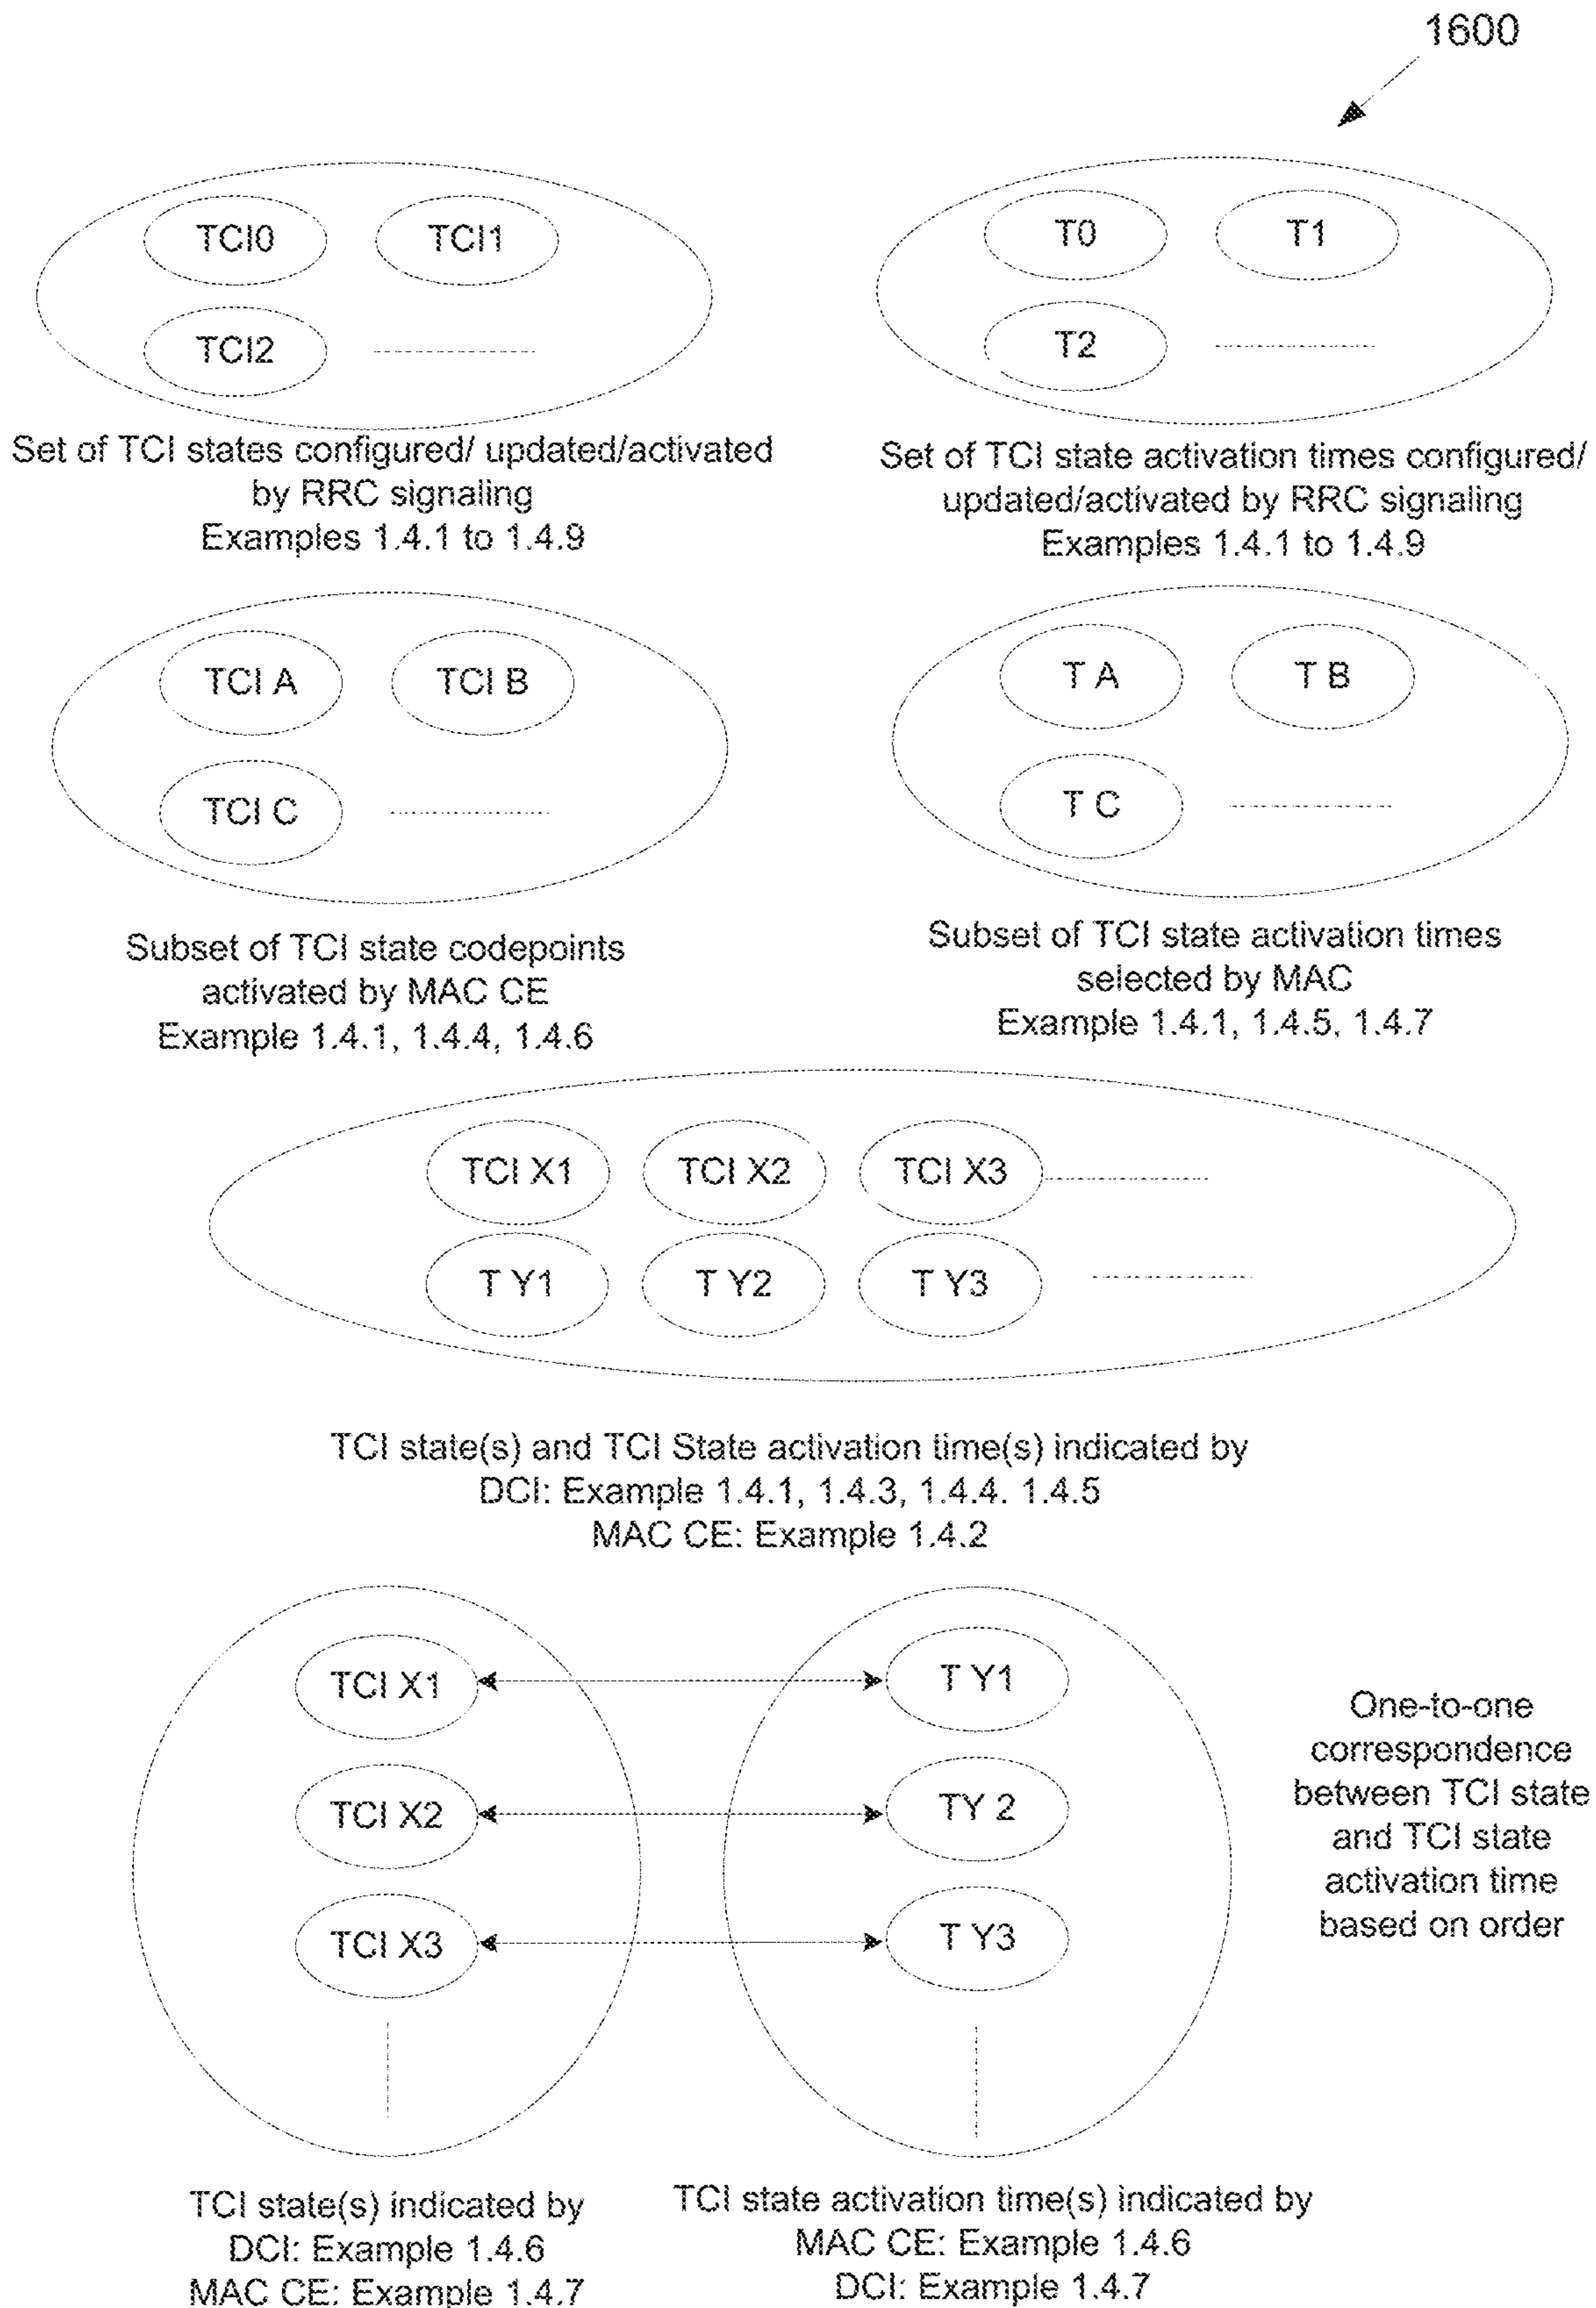 1600
TCI0
TCI1
TCI2
Set of TCI states configured/ updated/activated
by RRC signaling
Examples 1.4.1 to 1.4.9
T0
T1
T2
Set of TCI state activation times configured/
updated/activated by RRC signaling
Examples 1.4.1 to 1.4.9
TCI A
TCI B
TCI C
Subset of TCI state codepoints
activated by MAC CE
Example 1.4.1, 1.4.4, 1.4.6
T A
T B
T C
Subset of TCI state activation times
selected by MAC
Example 1.4.1, 1.4.5, 1.4.7
TCI X1
TCI X2
TCI X3
T Y1
T Y2
T Y3
TCI state(s) and TCI State activation time(s) indicated by
DCI: Example 1.4.1, 1.4.3, 1.4.4. 1.4.5
MAC CE: Example 1.4.2
TCI X1
T Y1
TCI X2
TY 2
TCI X3
T Y3
One-to-one
correspondence
between TCI state
and TCI state
activation time
based on order
TCI state(s) indicated by
DCI: Example 1.4.6
MAC CE: Example 1.4.7
TCI state activation time(s) indicated by
MAC CE: Example 1.4.6
DCI: Example 1.4.7